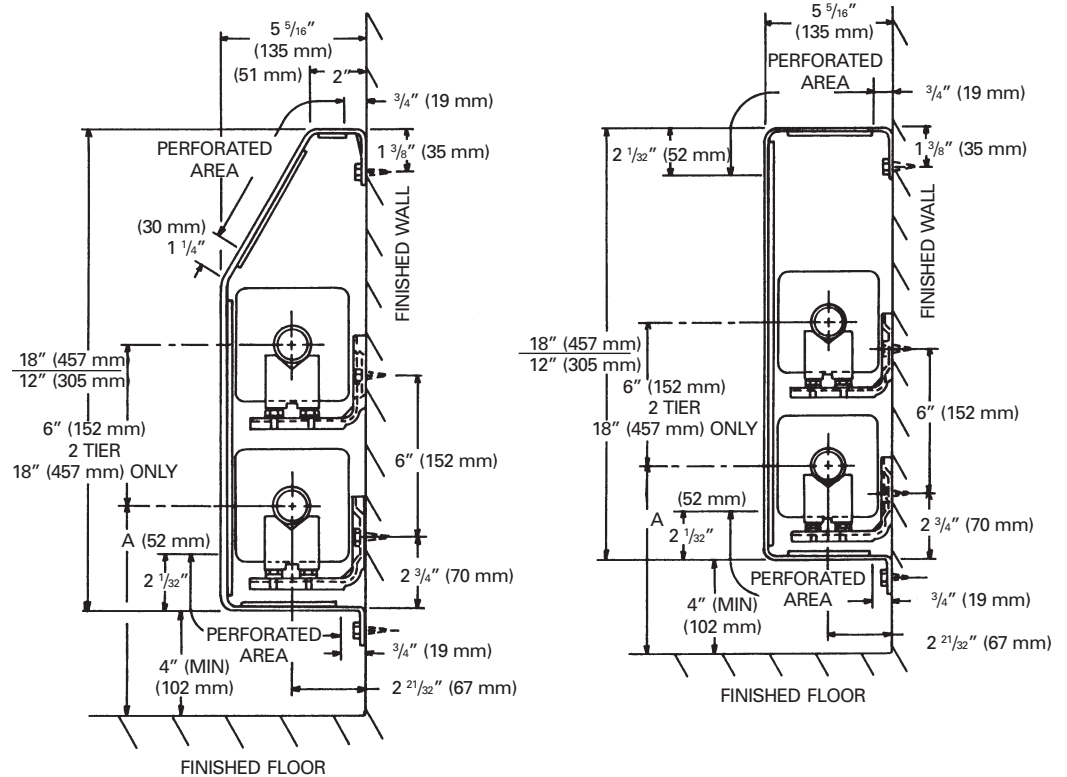 5 5/16"
(135 mm)
(51 mm)
2"
3/4" (19 mm)
PERFORATED
AREA
1 3/8" (35 mm)
(30 mm)
1 1/4"
FINISHED WALL
18" (457 mm)
12" (305 mm)
6" (152 mm)
2 TIER
18" (457 mm) ONLY
6" (152 mm)
A
(52 mm)
2 1/32"
2 3/4" (70 mm)
PERFORATED
AREA
3/4" (19 mm)
4" (MIN)
(102 mm)
2 21/32" (67 mm)
FINISHED FLOOR
5 5/16"
(135 mm)
PERFORATED
AREA
3/4" (19 mm)
2 1/32" (52 mm)
1 3/8" (35 mm)
FINISHED WALL
18" (457 mm)
12" (305 mm)
6" (152 mm)
2 TIER
18" (457 mm) ONLY
6" (152 mm)
(52 mm)
A
2 1/32"
2 3/4" (70 mm)
PERFORATED
AREA
4" (MIN)
(102 mm)
3/4" (19 mm)
2 21/32" (67 mm)
FINISHED FLOOR